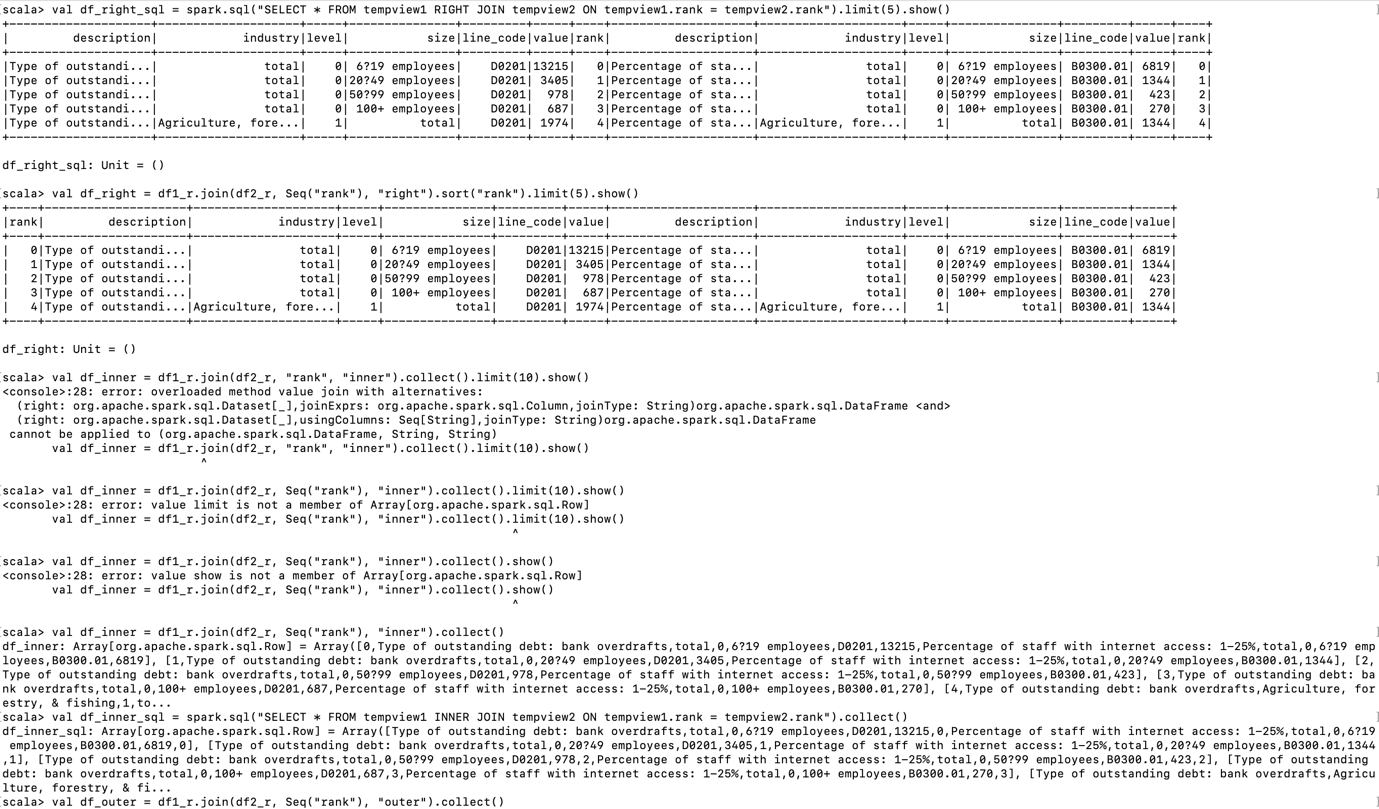 [scala> val df_right_sql = spark.sql("SELECT * FROM tempview1 RIGHT JOIN tempview2 ON tempview1.rank = tempview2.rank").limit(5).show() ]
+--------------------+--------------------+-----+---------------+---------+-----+----+--------------------+--------------------+-----+---------------+---------+-----+----+
|         description|            industry|level|           size|line_code|value|rank|         description|            industry|level|           size|line_code|value|rank|
+--------------------+--------------------+-----+---------------+---------+-----+----+--------------------+--------------------+-----+---------------+---------+-----+----+
|Type of outstandi...|               total|    0| 6?19 employees|    D0201|13215|   0|Percentage of sta...|               total|    0| 6?19 employees| B0300.01| 6819|   0|
|Type of outstandi...|               total|    0|20?49 employees|    D0201| 3405|   1|Percentage of sta...|               total|    0|20?49 employees| B0300.01| 1344|   1|
|Type of outstandi...|               total|    0|50?99 employees|    D0201|  978|   2|Percentage of sta...|               total|    0|50?99 employees| B0300.01|  423|   2|
|Type of outstandi...|               total|    0| 100+ employees|    D0201|  687|   3|Percentage of sta...|               total|    0| 100+ employees| B0300.01|  270|   3|
|Type of outstandi...|Agriculture, fore...|    1|          total|    D0201| 1974|   4|Percentage of sta...|Agriculture, fore...|    1|          total| B0300.01| 1344|   4|
+--------------------+--------------------+-----+---------------+---------+-----+----+--------------------+--------------------+-----+---------------+---------+-----+----+
df_right_sql: Unit = ()
[scala> val df_right = df1_r.join(df2_r, Seq("rank"), "right").sort("rank").limit(5).show() ]
+----+--------------------+--------------------+-----+---------------+---------+-----+--------------------+--------------------+-----+---------------+---------+-----+
|rank|         description|            industry|level|           size|line_code|value|         description|            industry|level|           size|line_code|value|
+----+--------------------+--------------------+-----+---------------+---------+-----+--------------------+--------------------+-----+---------------+---------+-----+
|   0|Type of outstandi...|               total|    0| 6?19 employees|    D0201|13215|Percentage of sta...|               total|    0| 6?19 employees| B0300.01| 6819|
|   1|Type of outstandi...|               total|    0|20?49 employees|    D0201| 3405|Percentage of sta...|               total|    0|20?49 employees| B0300.01| 1344|
|   2|Type of outstandi...|               total|    0|50?99 employees|    D0201|  978|Percentage of sta...|               total|    0|50?99 employees| B0300.01|  423|
|   3|Type of outstandi...|               total|    0| 100+ employees|    D0201|  687|Percentage of sta...|               total|    0| 100+ employees| B0300.01|  270|
|   4|Type of outstandi...|Agriculture, fore...|    1|          total|    D0201| 1974|Percentage of sta...|Agriculture, fore...|    1|          total| B0300.01| 1344|
+----+--------------------+--------------------+-----+---------------+---------+-----+--------------------+--------------------+-----+---------------+---------+-----+
df_right: Unit = ()
[scala> val df_inner = df1_r.join(df2_r, "rank", "inner").collect().limit(10).show() ]
<console>:28: error: overloaded method value join with alternatives:
  (right: org.apache.spark.sql.Dataset[_],joinExprs: org.apache.spark.sql.Column,joinType: String)org.apache.spark.sql.DataFrame <and>
  (right: org.apache.spark.sql.Dataset[_],usingColumns: Seq[String],joinType: String)org.apache.spark.sql.DataFrame
 cannot be applied to (org.apache.spark.sql.DataFrame, String, String)
       val df_inner = df1_r.join(df2_r, "rank", "inner").collect().limit(10).show()
                            ^
[scala> val df_inner = df1_r.join(df2_r, Seq("rank"), "inner").collect().limit(10).show() ]
<console>:28: error: value limit is not a member of Array[org.apache.spark.sql.Row]
       val df_inner = df1_r.join(df2_r, Seq("rank"), "inner").collect().limit(10).show()
                                                                        ^
[scala> val df_inner = df1_r.join(df2_r, Seq("rank"), "inner").collect().show() ]
<console>:28: error: value show is not a member of Array[org.apache.spark.sql.Row]
       val df_inner = df1_r.join(df2_r, Seq("rank"), "inner").collect().show()
                                                                        ^
[scala> val df_inner = df1_r.join(df2_r, Seq("rank"), "inner").collect() ]
df_inner: Array[org.apache.spark.sql.Row] = Array([0,Type of outstanding debt: bank overdrafts,total,0,6?19 employees,D0201,13215,Percentage of staff with internet access: 1-25%,total,0,6?19 emp
loyees,B0300.01,6819], [1,Type of outstanding debt: bank overdrafts,total,0,20?49 employees,D0201,3405,Percentage of staff with internet access: 1-25%,total,0,20?49 employees,B0300.01,1344], [2,
Type of outstanding debt: bank overdrafts,total,0,50?99 employees,D0201,978,Percentage of staff with internet access: 1-25%,total,0,50?99 employees,B0300.01,423], [3,Type of outstanding debt: ba
nk overdrafts,total,0,100+ employees,D0201,687,Percentage of staff with internet access: 1-25%,total,0,100+ employees,B0300.01,270], [4,Type of outstanding debt: bank overdrafts,Agriculture, for
estry, & fishing,1,to...
[scala> val df_inner_sql = spark.sql("SELECT * FROM tempview1 INNER JOIN tempview2 ON tempview1.rank = tempview2.rank").collect() ]
df_inner_sql: Array[org.apache.spark.sql.Row] = Array([Type of outstanding debt: bank overdrafts,total,0,6?19 employees,D0201,13215,0,Percentage of staff with internet access: 1-25%,total,0,6?19
 employees,B0300.01,6819,0], [Type of outstanding debt: bank overdrafts,total,0,20?49 employees,D0201,3405,1,Percentage of staff with internet access: 1-25%,total,0,20?49 employees,B0300.01,1344
,1], [Type of outstanding debt: bank overdrafts,total,0,50?99 employees,D0201,978,2,Percentage of staff with internet access: 1-25%,total,0,50?99 employees,B0300.01,423,2], [Type of outstanding 
debt: bank overdrafts,total,0,100+ employees,D0201,687,3,Percentage of staff with internet access: 1-25%,total,0,100+ employees,B0300.01,270,3], [Type of outstanding debt: bank overdrafts,Agricu
lture, forestry, & fi...
[scala> val df_outer = df1_r.join(df2_r, Seq("rank"), "outer").collect() ]